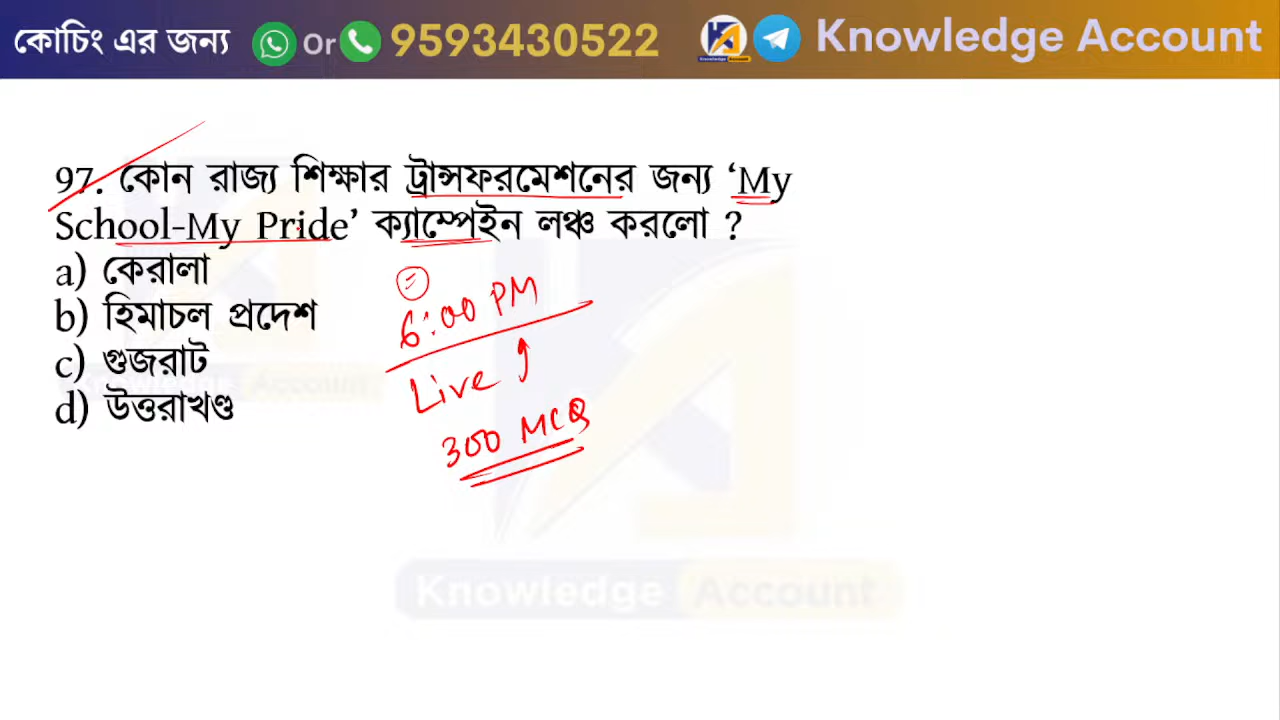 কোচিং এর জন্য Or 9593430522 Knowledge Account
97. কোন রাজ্য শিক্ষার ট্রান্সফরমেশনের জন্য ‘My
School-My Pride’ ক্যাম্পেইন লঞ্চ করলো ?
a) কেরালা
b) হিমাচল প্রদেশ
c) গুজরাট
d) উত্তরাখণ্ড
6:00 PM
Live
300 MCQ
Knowledge Account